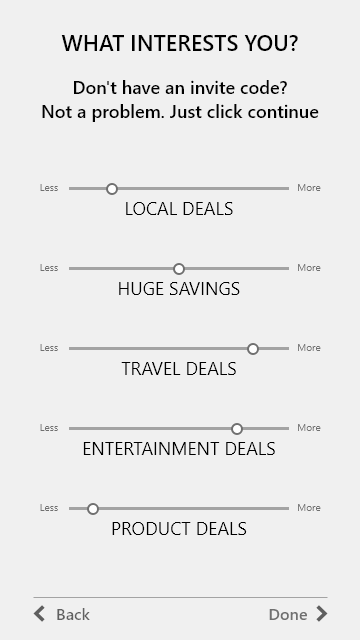 WHAT INTERESTS YOU?
Don't have an invite code?
Not a problem. Just click continue
Less More
LOCAL DEALS
Less More
HUGE SAVINGS
Less More
TRAVEL DEALS
Less More
ENTERTAINMENT DEALS
Less More
PRODUCT DEALS
Back Done